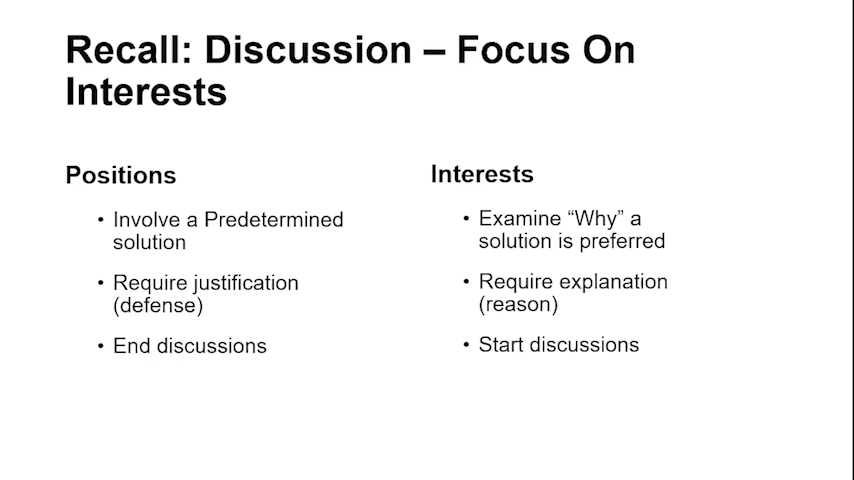 Recall: Discussion – Focus On
Interests
Positions
• Involve a Predetermined
solution
• Require justification
(defense)
• End discussions
Interests
• Examine “Why” a
solution is preferred
• Require explanation
(reason)
• Start discussions